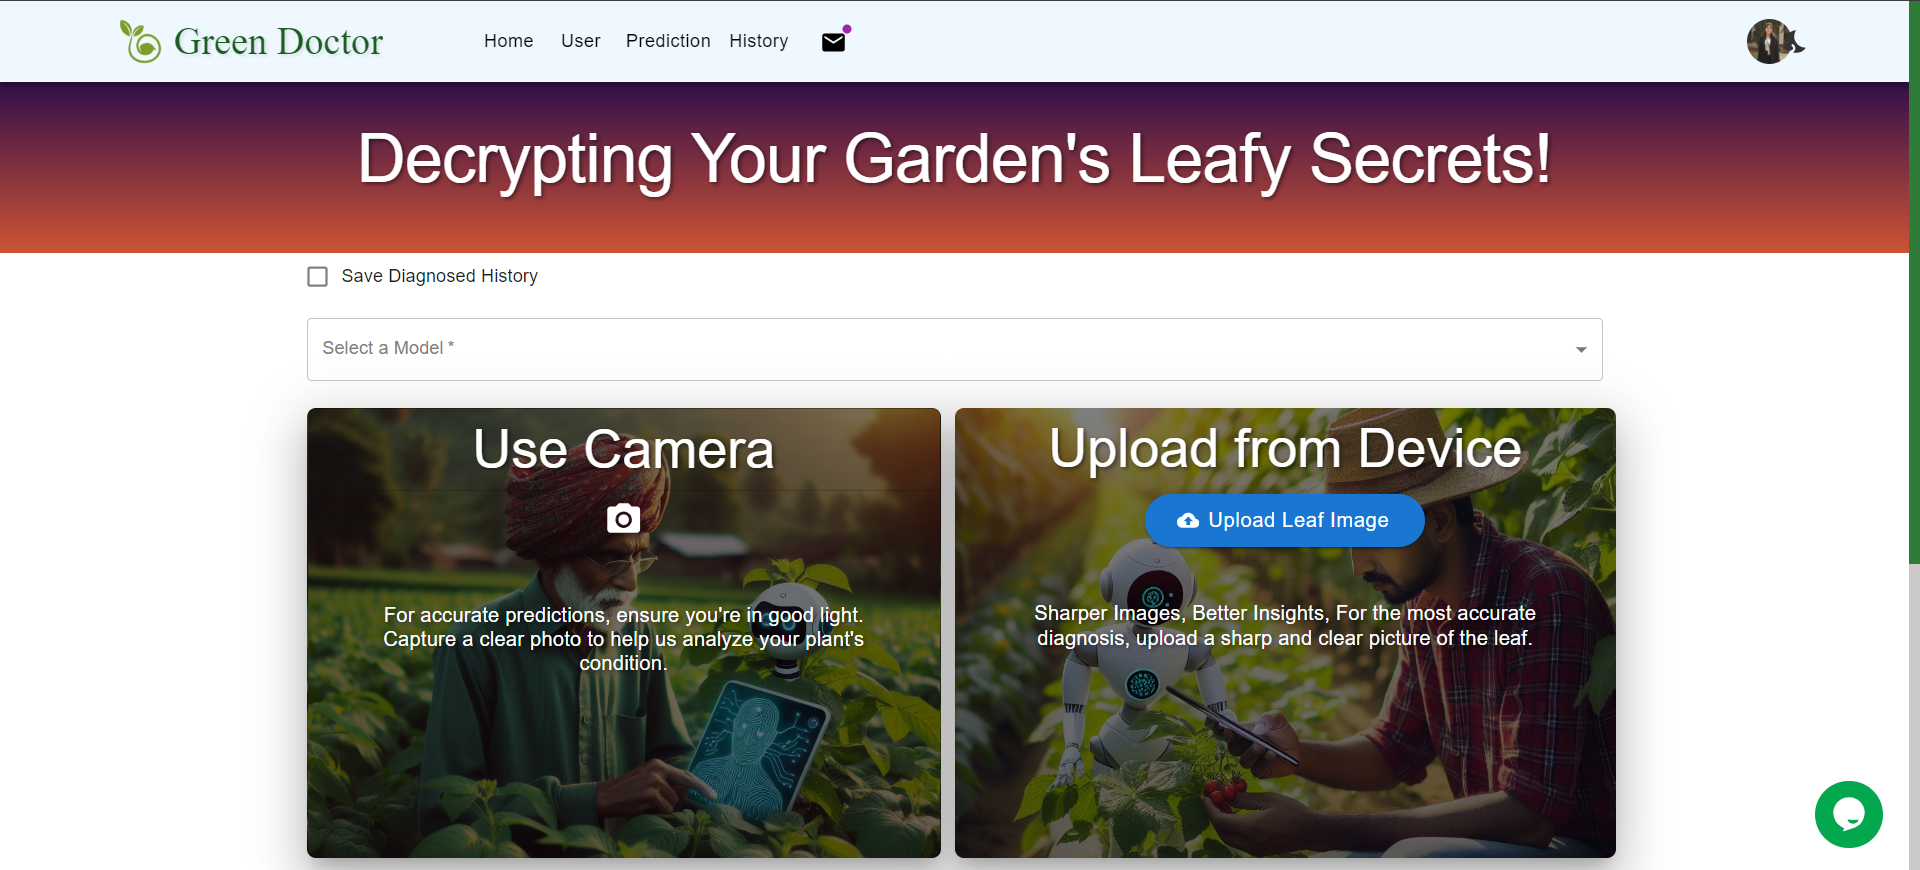 Green Doctor
Home User Prediction History
Decrypting Your Garden's Leafy Secrets!
Save Diagnosed History
Select a Model *
Use Camera
For accurate predictions, ensure you're in good light.
Capture a clear photo to help us analyze your plant's
condition.
Upload from Device
Upload Leaf Image
Sharper Images, Better Insights, For the most accurate
diagnosis, upload a sharp and clear picture of the leaf.